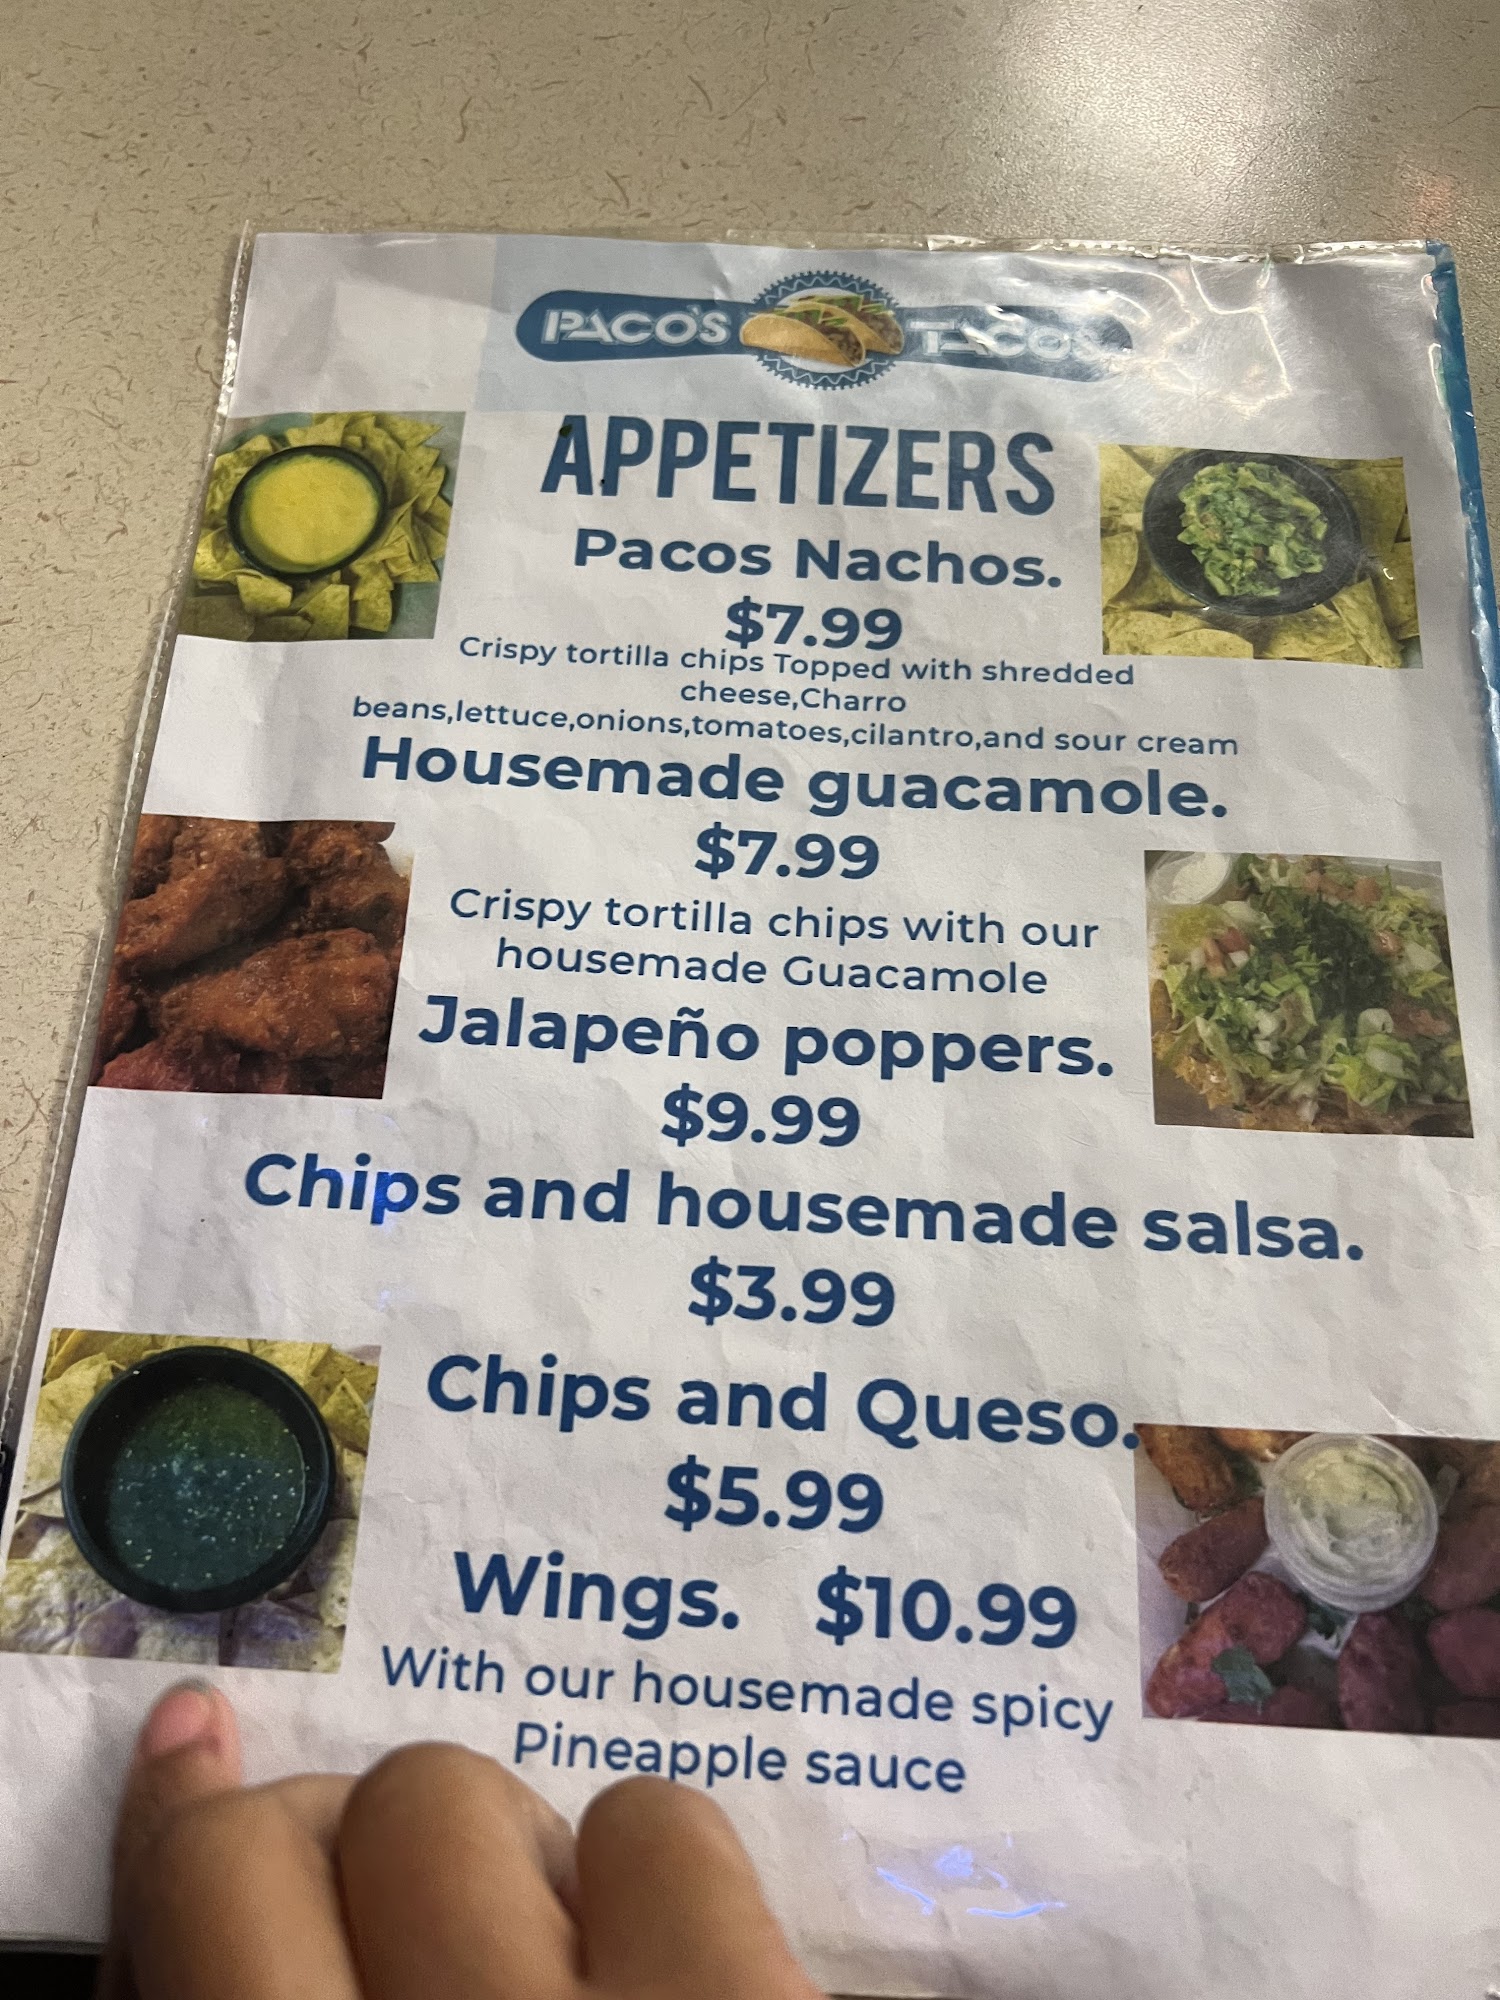 PACO'S TACOS
APPETIZERS
Pacos Nachos.
$7.99
Crispy tortilla chips Topped with shredded
cheese,Charro
beans,lettuce,onions,tomatoes,cilantro,and sour cream
Housemade guacamole.
$7.99
Crispy tortilla chips with our
housemade Guacamole
Jalapeño poppers.
$9.99
Chips and housemade salsa.
$3.99
Chips and Queso.
$5.99
Wings. $10.99
With our housemade spicy
Pineapple sauce